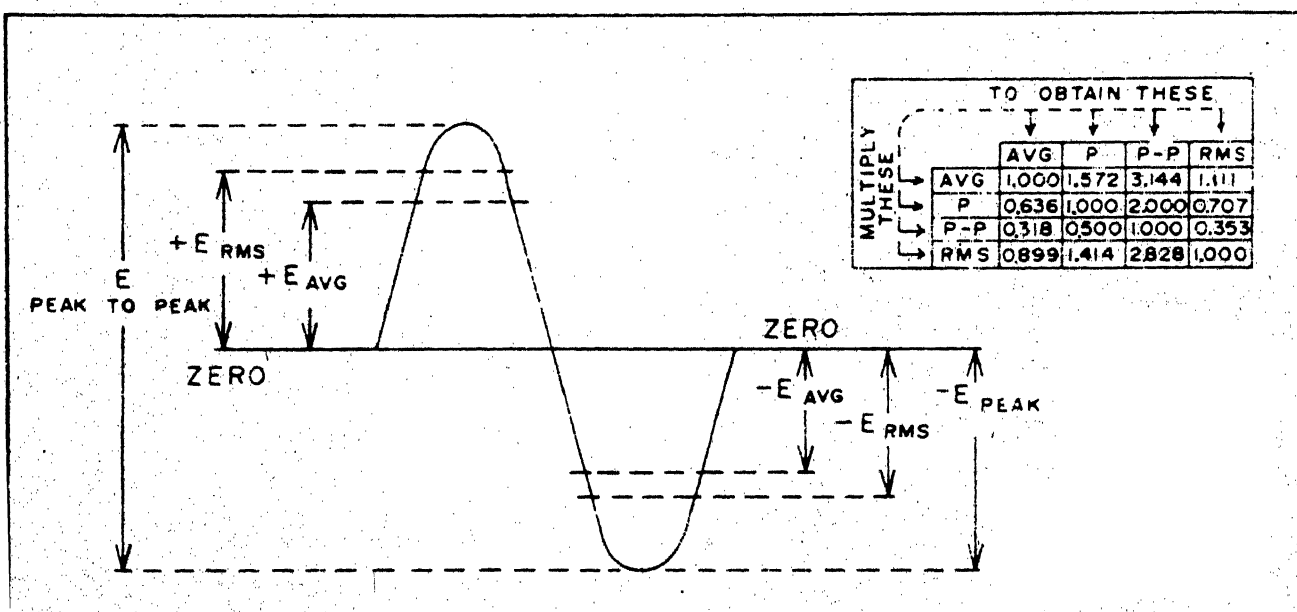 TO OBTAIN THESE
MULTIPLY THESE
AVG P P-P RMS
AVG 1.000 1.572 3.144 1.111
P 0.636 1.000 2.000 0.707
P-P 0.318 0.500 1.000 0.353
RMS 0.899 1.414 2.828 1.000
+E RMS
+E AVG
E
PEAK TO PEAK
ZERO
ZERO
-E AVG
-E RMS
-E PEAK